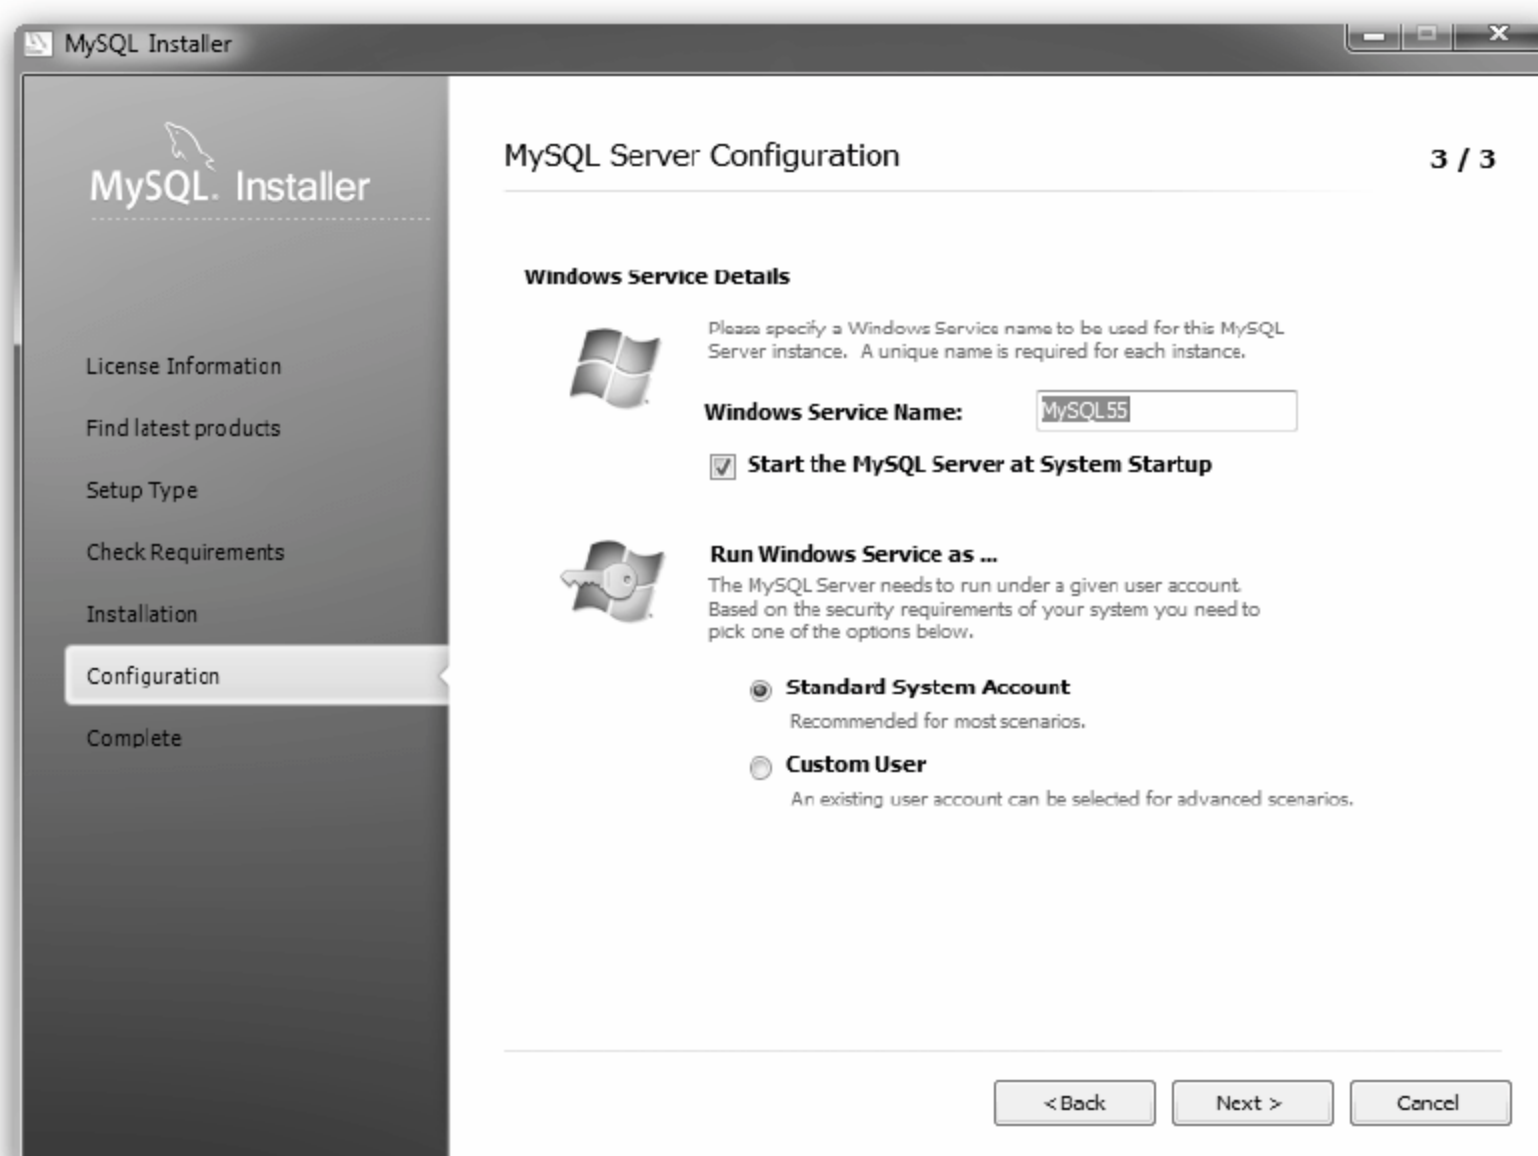 MySQL Installer
MySQL. Installer
License Information
Find latest products
Setup Type
Check Requirements
Installation
Configuration
Complete
MySQL Server Configuration
3 / 3
Windows Service Details
Please specify a Windows Service name to be used for this MySQL
Server instance. A unique name is required for each instance.
Windows Service Name:
MySQL55
Start the MySQL Server at System Startup
Run Windows Service as ...
The MySQL Server needs to run under a given user account.
Based on the security requirements of your system you need to
pick one of the options below.
Standard System Account
Recommended for most scenarios.
Custom User
An existing user account can be selected for advanced scenarios.
< Back
Next >
Cancel